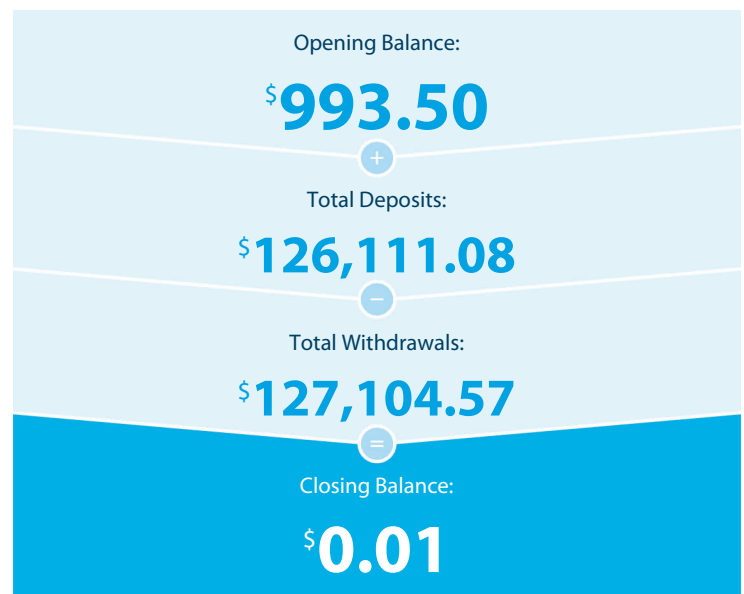 Opening Balance:
$993.50
+
Total Deposits:
$126,111.08
−
Total Withdrawals:
$127,104.57
=
Closing Balance:
$0.01